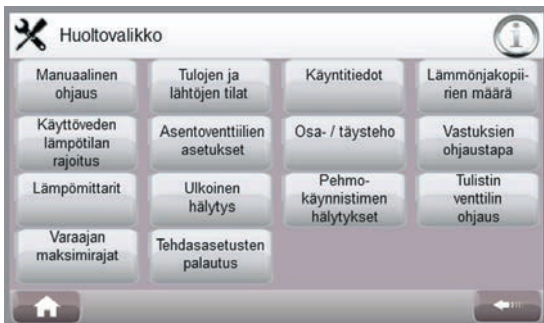 Huoltovalikko
Manuaalinen
ohjaus
Tulojen ja
lähtöjen tilat
Käyntitiedot
Lämmönjakopii-
rien määrä
Käyttöveden
lämpötilan
rajoitus
Asentoventtiilien
asetukset
Osa- / täysteho
Vastuksien
ohjaustapa
Lämpömittarit
Ulkoinen
hälytys
Pehmo-
käynnistimen
hälytykset
Tulistin
venttilin
ohjaus
Varaajan
maksimirajat
Tehdasasetusten
palautus